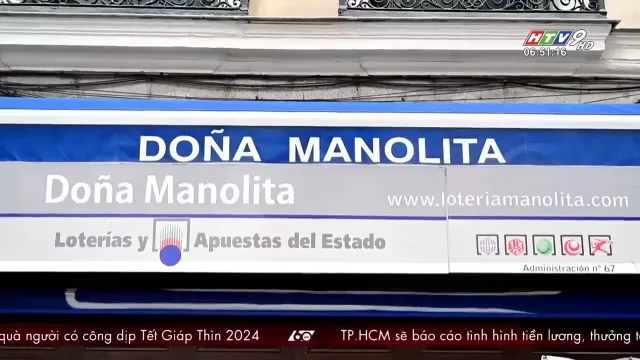 HTV9 HD
06:51:16
DOÑA MANOLITA
Doña Manolita
www.loteriamanolita.com
Loterías y Apuestas del Estado
Administración nº 67
quà người có công dịp Tết Giáp Thìn 2024 60 TP.HCM sẽ báo cáo tình hình tiền lương, thưởng t